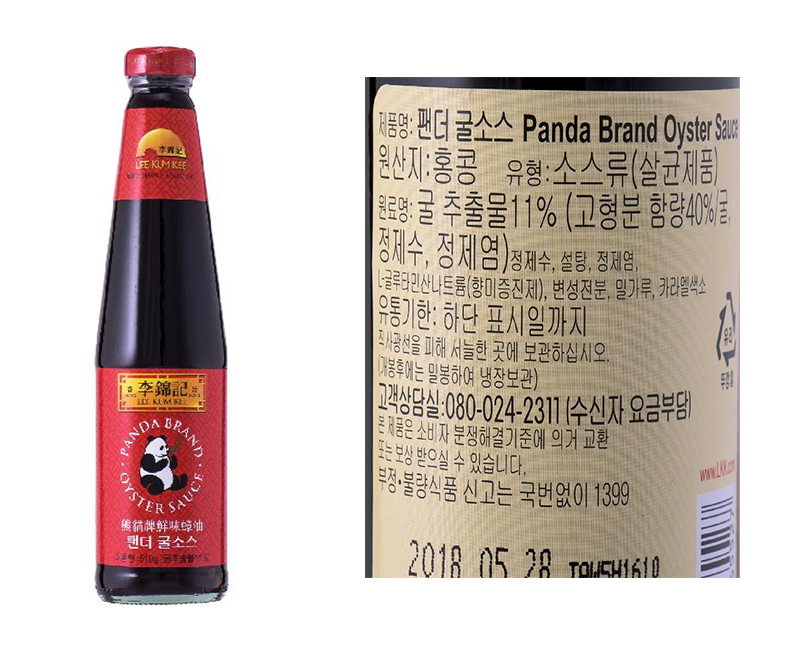 李錦記
LEE KUM KEE
李錦記
LEE KUM KEE
PANDA BRAND
OYSTER SAUCE
熊貓牌鮮味蠔油
팬더 굴소스
제품명: 팬더 굴소스 Panda Brand Oyster Sauce
원산지: 홍콩 유형: 소스류(살균제품)
원료명: 굴 추출물11% (고형분 함량40%/굴,
정제수, 정제염)정제수, 설탕, 정제염,
L-글루타민산나트륨(향미증진제), 변성전분, 밀가루, 카라멜색소
유통기한: 하단 표시일까지
직사광선을 피해 서늘한 곳에 보관하십시오.
(개봉후에는 밀봉하여 냉장보관)
고객상담실:080-024-2311 (수신자 요금부담)
본 제품은 소비자 분쟁해결기준에 의거 교환
또는 보상 받으실 수 있습니다.
부정·불량식품 신고는 국번없이 1399
유리
뚜껑:철
www.LKK.com
2018 05 28